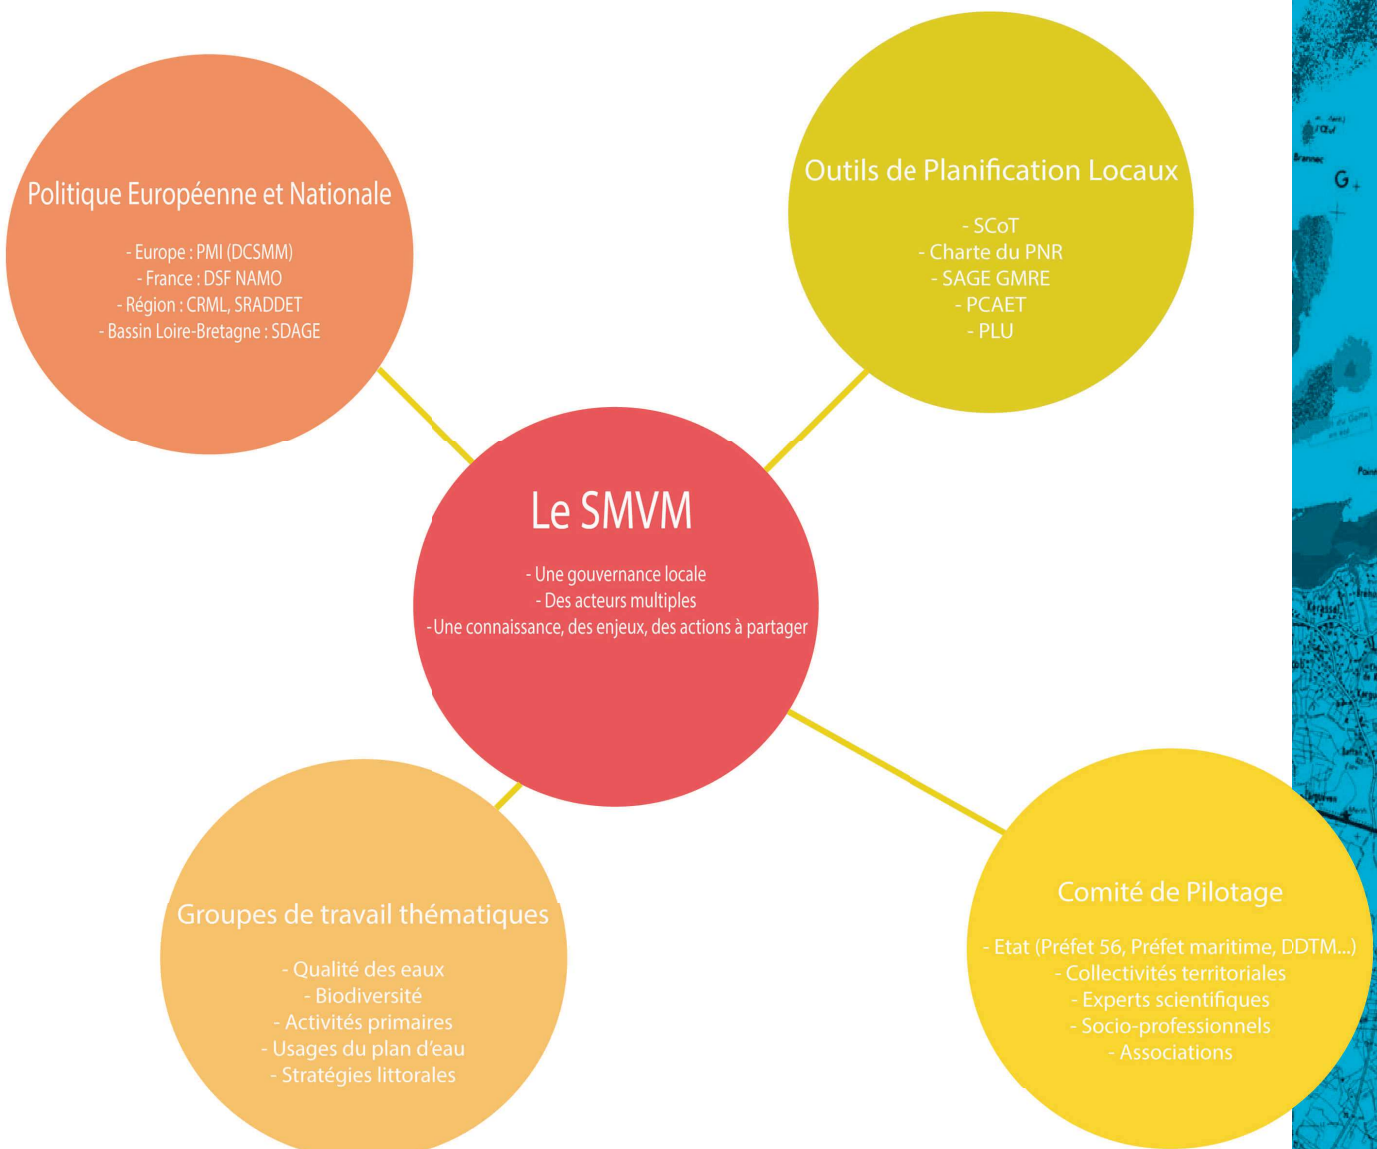 Politique Européenne et Nationale
- Europe : PMI (DCSMM)
- France : DSF NAMO
- Région : CRML, SRADDET
- Bassin Loire-Bretagne : SDAGE
Outils de Planification Locaux
- SCoT
- Charte du PNR
- SAGE GMRE
- PCAET
- PLU
Le SMVM
- Une gouvernance locale
- Des acteurs multiples
-Une connaissance, des enjeux, des actions à partager
Groupes de travail thématiques
- Qualité des eaux
- Biodiversité
- Activités primaires
- Usages du plan d'eau
- Stratégies littorales
Comité de Pilotage
- Etat (Préfet 56, Préfet maritime, DDTM...)
- Collectivités territoriales
- Experts scientifiques
- Socio-professionnels
- Associations
Brannec
G
Kerassel